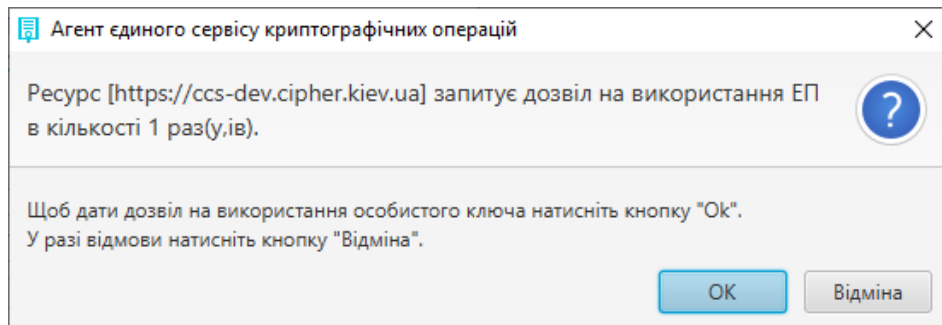 Агент єдиного сервісу криптографічних операцій
Ресурс [https://ccs-dev.cipher.kiev.ua] запитує дозвіл на використання ЕП
в кількості 1 раз(у,ів).
?
Щоб дати дозвіл на використання особистого ключа натисніть кнопку "Ok".
У разі відмови натисніть кнопку "Відміна".
ОК
Відміна